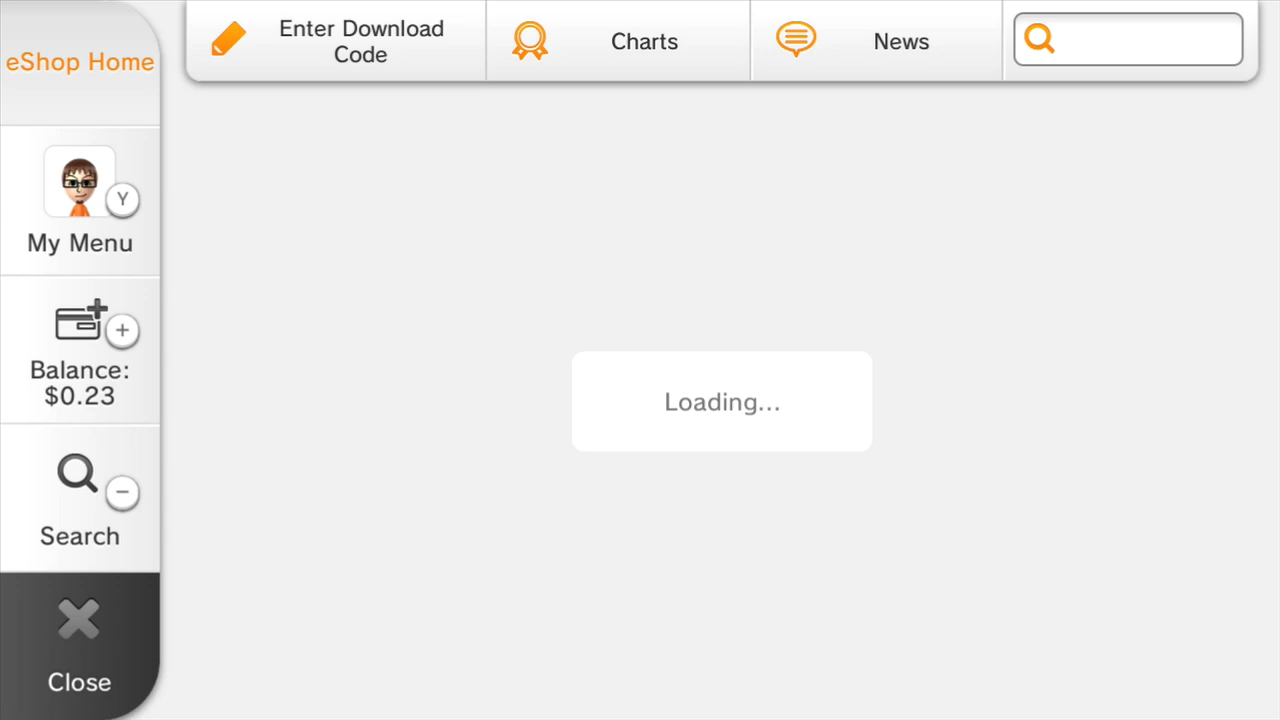 eShop Home
Enter Download
Code
Charts
News
Y
My Menu
+
Balance:
$0.23
−
Search
Close
Loading...